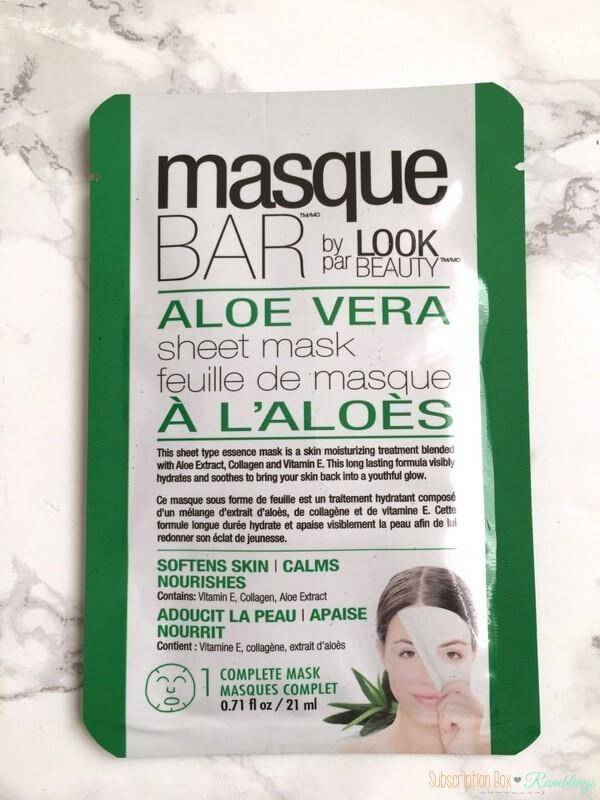 masque
BAR™/MC by par LOOK BEAUTY™/MC
ALOE VERA
sheet mask
feuille de masque
À L'ALOÈS
This sheet type essence mask is a skin moisturizing treatment blended
with Aloe Extract, Collagen and Vitamin E. This long lasting formula visibly
hydrates and soothes to bring your skin back into a youthful glow.
Ce masque sous forme de feuille est un traitement hydratant composé
d'un mélange d'extrait d'aloès, de collagène et de vitamine E. Cette
formule longue durée hydrate et apaise visiblement la peau afin de lui
redonner son éclat de jeunesse.
SOFTENS SKIN | CALMS
NOURISHES
Contains: Vitamin E, Collagen, Aloe Extract
ADOUCIT LA PEAU | APAISE
NOURRIT
Contient : Vitamine E, collagène, extrait d'aloès
1 COMPLETE MASK
MASQUES COMPLET
0.71 fl oz / 21 ml
Subscription Box ♥ Ramblings